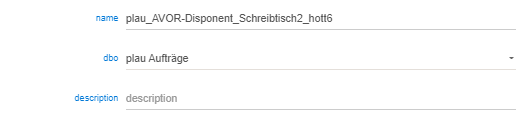 name plau_AVOR-Disponent_Schreibtisch2_hott6
dbo plau Aufträge
description description